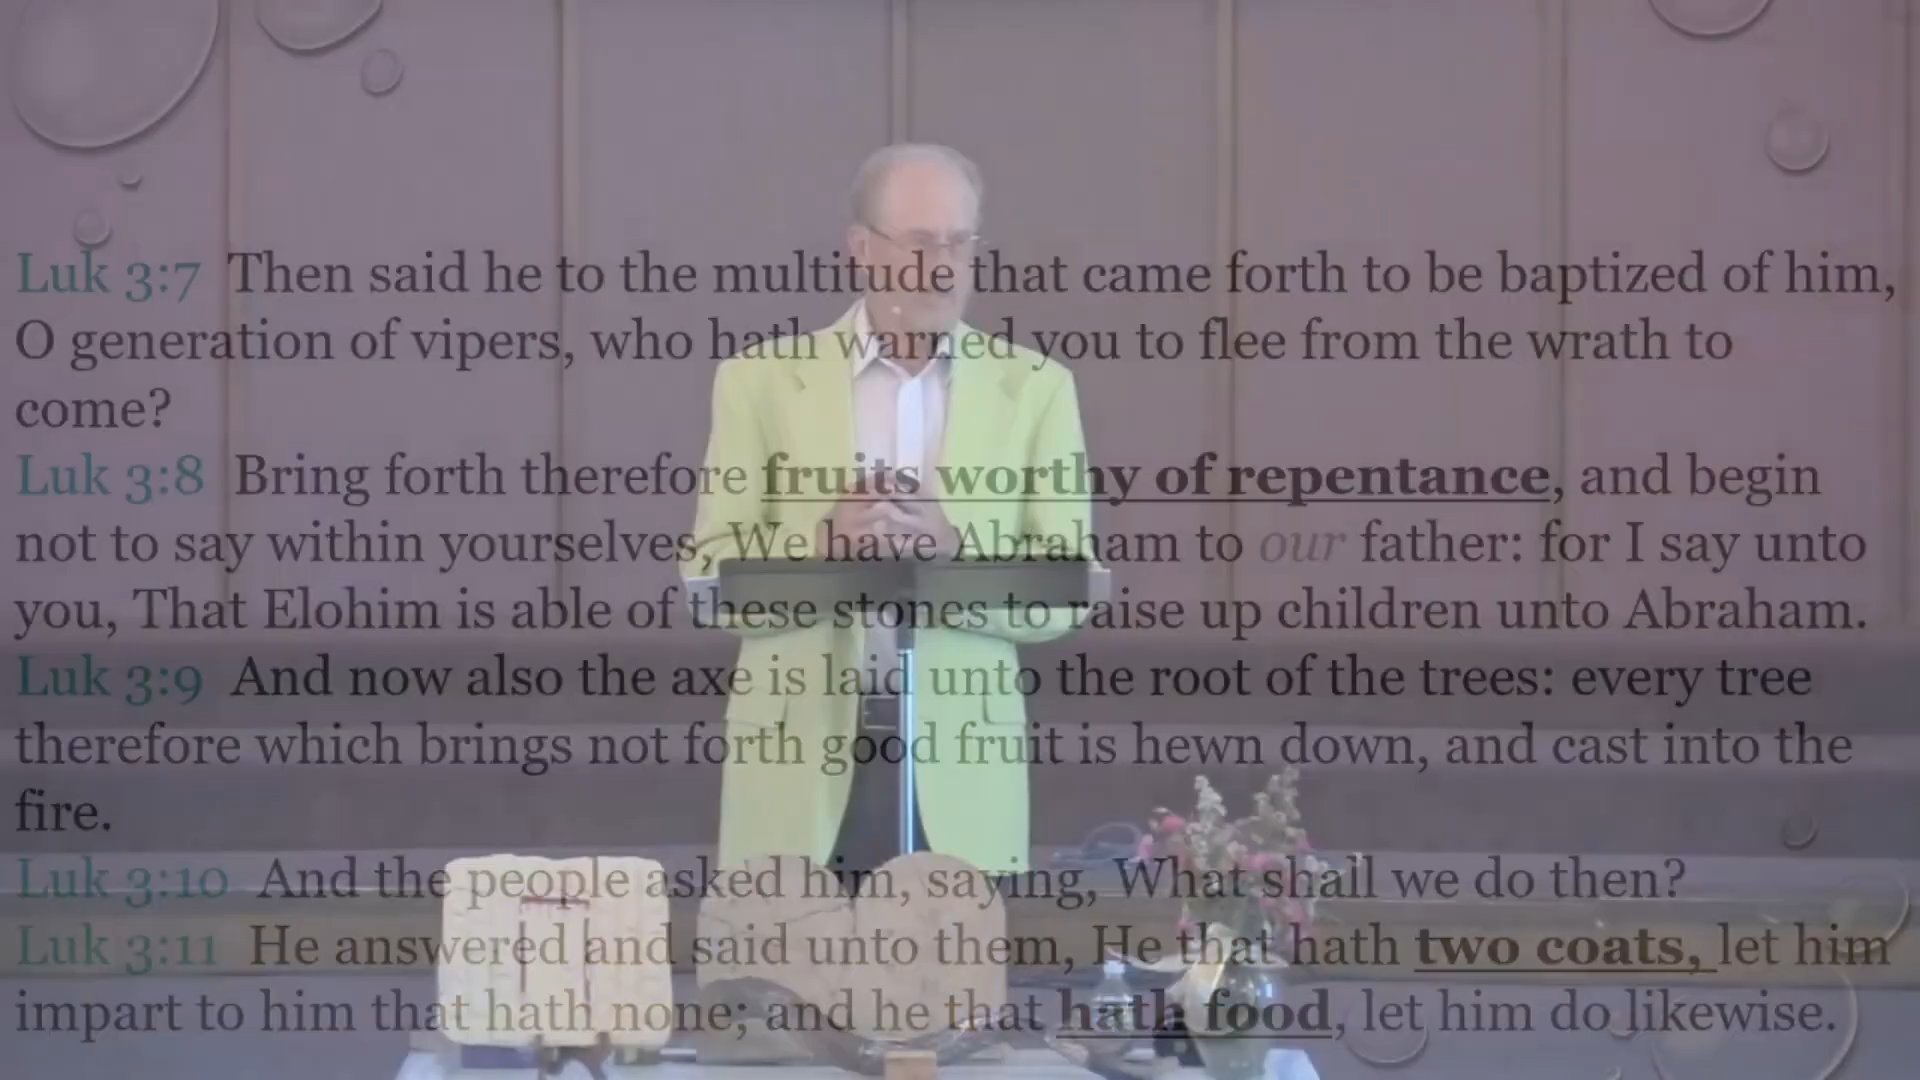 Luk 3:7  Then said he to the multitude that came forth to be baptized of him,
O generation of vipers, who hath warned you to flee from the wrath to
come?
Luk 3:8  Bring forth therefore fruits worthy of repentance, and begin
not to say within yourselves, We have Abraham to our father: for I say unto
you, That Elohim is able of these stones to raise up children unto Abraham.
Luk 3:9  And now also the axe is laid unto the root of the trees: every tree
therefore which brings not forth good fruit is hewn down, and cast into the
fire.
Luk 3:10  And the people asked him, saying, What shall we do then?
Luk 3:11  He answered and said unto them, He that hath two coats, let him
impart to him that hath none; and he that hath food, let him do likewise.